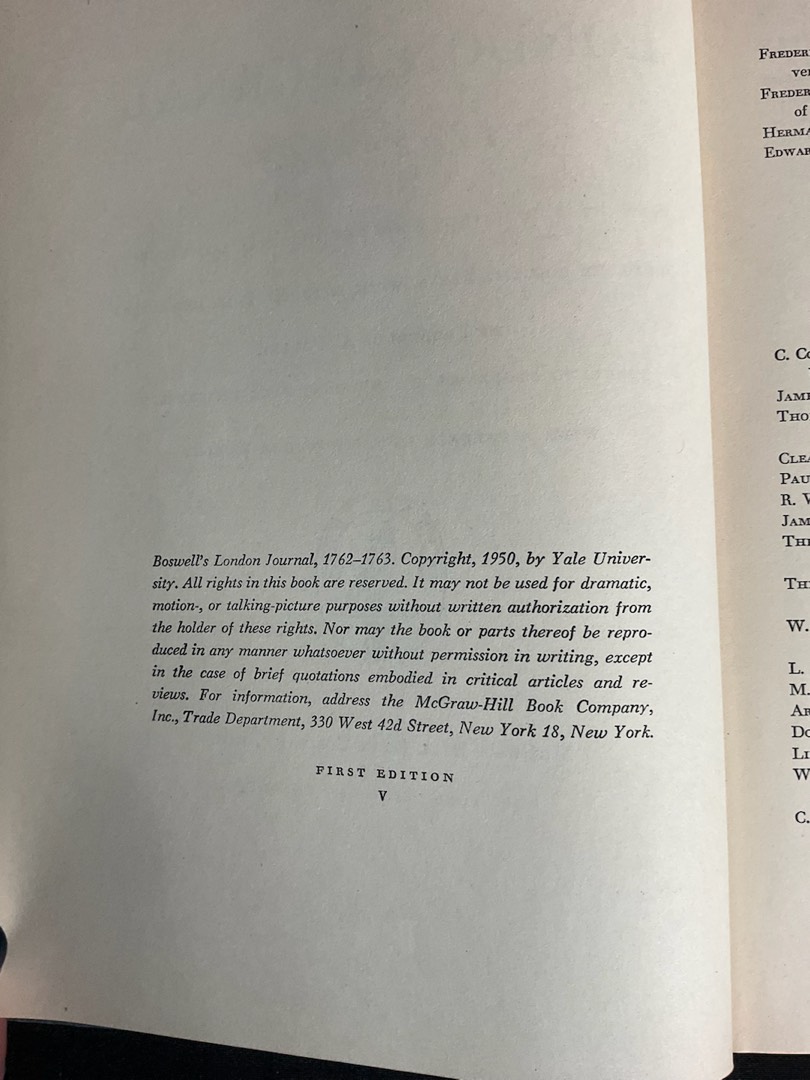 Boswell's London Journal, 1762–1763. Copyright, 1950, by Yale Univer-
sity. All rights in this book are reserved. It may not be used for dramatic,
motion-, or talking-picture purposes without written authorization from
the holder of these rights. Nor may the book or parts thereof be repro-
duced in any manner whatsoever without permission in writing, except
in the case of brief quotations embodied in critical articles and re-
views. For information, address the McGraw-Hill Book Company,
Inc., Trade Department, 330 West 42d Street, New York 18, New York.
FIRST EDITION
V
of
C.
R.
W.
L.
M.
W
C.